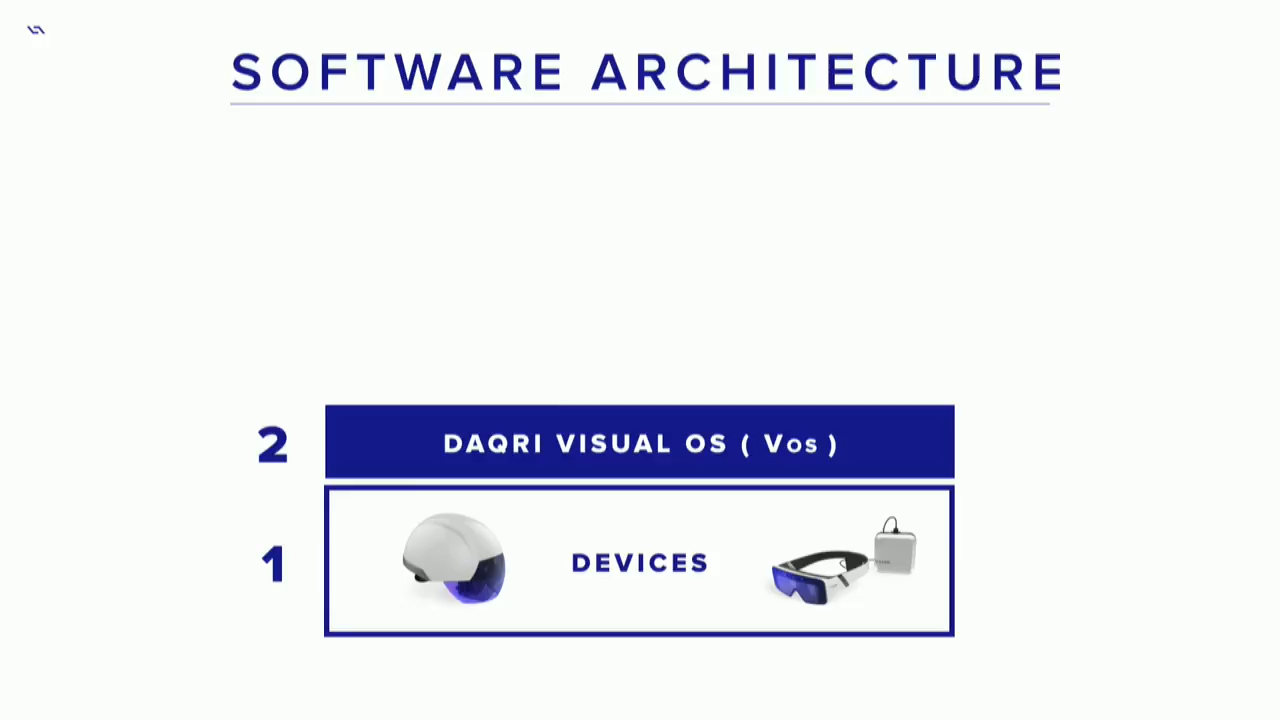 SOFTWARE ARCHITECTURE
2
DAQRI VISUAL OS ( Vos )
1
DEVICES